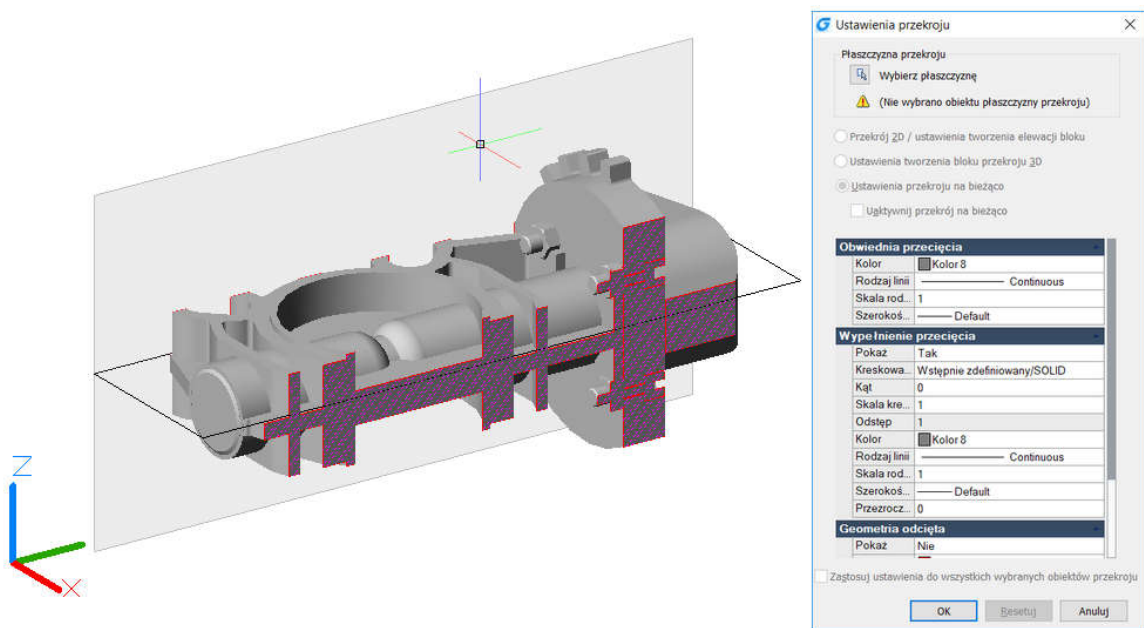 Ustawienia przekroju
Płaszczyzna przekroju
Wybierz płaszczyznę
(Nie wybrano obiektu płaszczyzny przekroju)
Przekrój 2D / ustawienia tworzenia elewacji bloku
Ustawienia tworzenia bloku przekroju 3D
Ustawienia przekroju na bieżąco
Uaktywnij przekrój na bieżąco
Obwiednia przecięcia
Kolor Kolor 8
Rodzaj linii Continuous
Skala rod... 1
Szerokoś... Default
Wypełnienie przecięcia
Pokaż Tak
Kreskowa... Wstępnie zdefiniowany/SOLID
Kąt 0
Skala kre... 1
Odstęp 1
Kolor Kolor 8
Rodzaj linii Continuous
Skala rod... 1
Szerokoś... Default
Przezrocz... 0
Geometria odcięta
Pokaż Nie
Zastosuj ustawienia do wszystkich wybranych obiektów przekroju
OK Resetuj Anuluj
Z
X